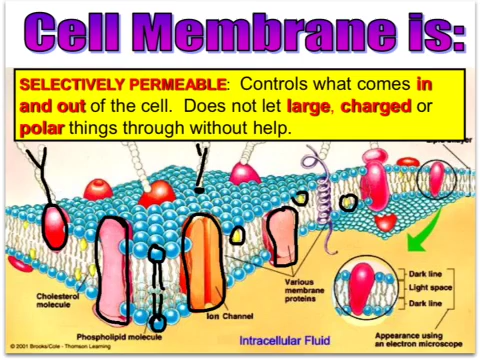 Cell Membrane is:
SELECTIVELY PERMEABLE: Controls what comes in
and out of the cell. Does not let large, charged or
polar things through without help.
Cholesterol
molecule
Phospholipid molecule
Ion Channel
Various
membrane
proteins
Dark line
Light space
Dark line
Intracellular Fluid
Appearance using
an electron microscope
© 2001 Brooks/Cole - Thomson Learning